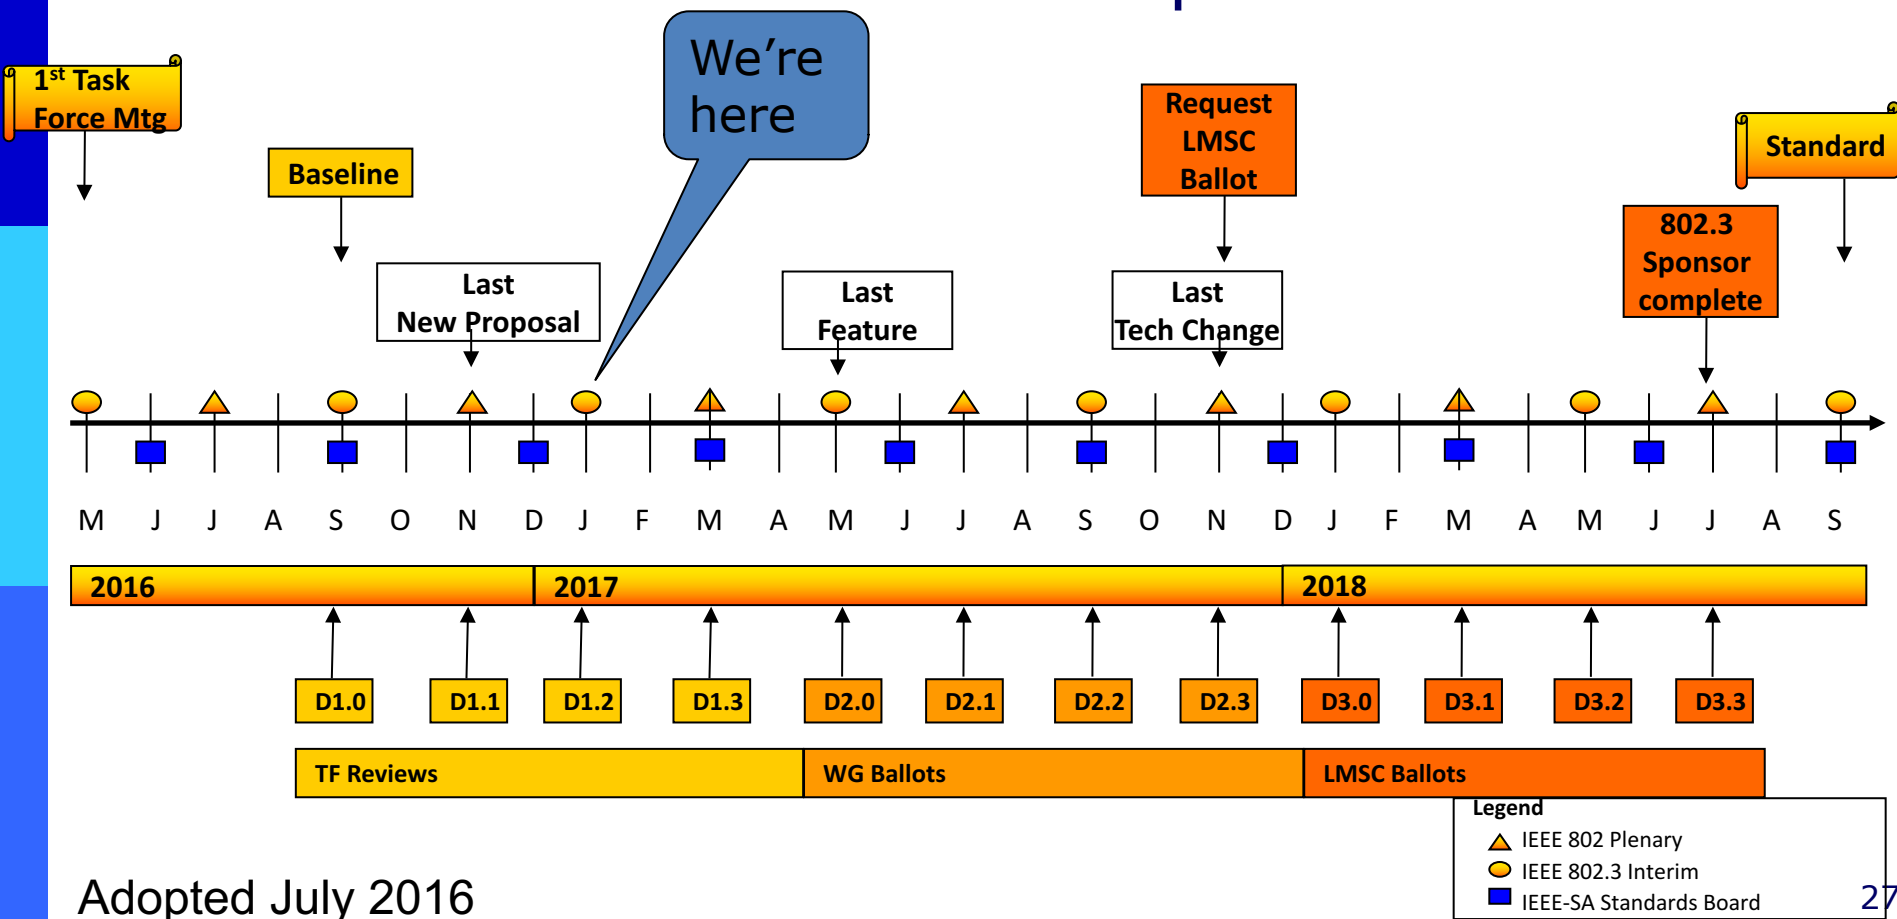 We're
here
1st Task
Force Mtg
Baseline
Last
New Proposal
Last
Feature
Request
LMSC
Ballot
Last
Tech Change
802.3
Sponsor
complete
Standard
M J J A S O N D J F M A M J J A S O N D J F M A M J J A S
2016 2017 2018
D1.0 D1.1 D1.2 D1.3 D2.0 D2.1 D2.2 D2.3 D3.0 D3.1 D3.2 D3.3
TF Reviews WG Ballots LMSC Ballots
Legend
IEEE 802 Plenary
IEEE 802.3 Interim
IEEE-SA Standards Board
Adopted July 2016
27